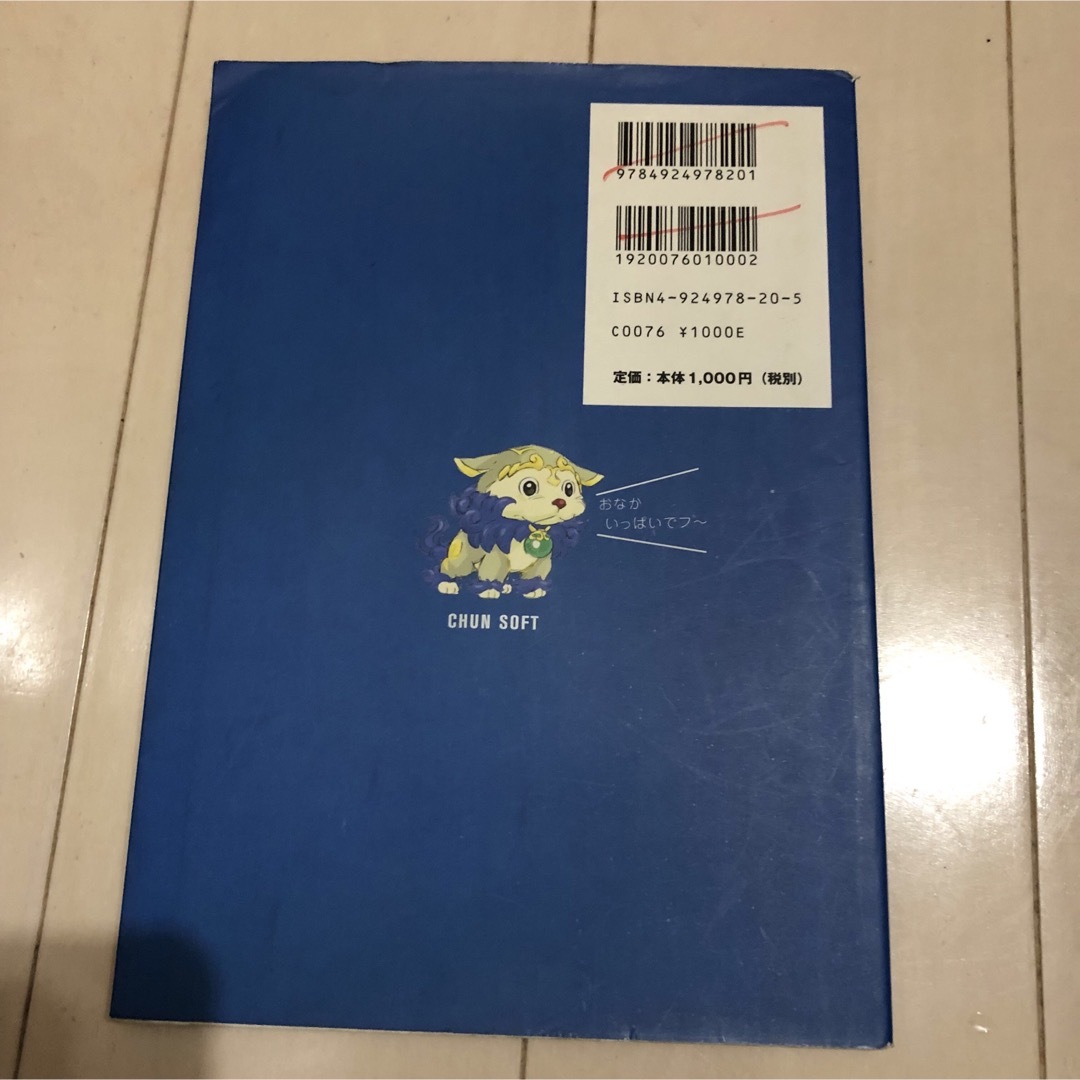 9784924978201
1920076010002
ISBN4-924978-20-5
C0076 ¥1000E
定価：本体1,000円（税別）
おなか
いっぱいでプ〜
CHUN SOFT